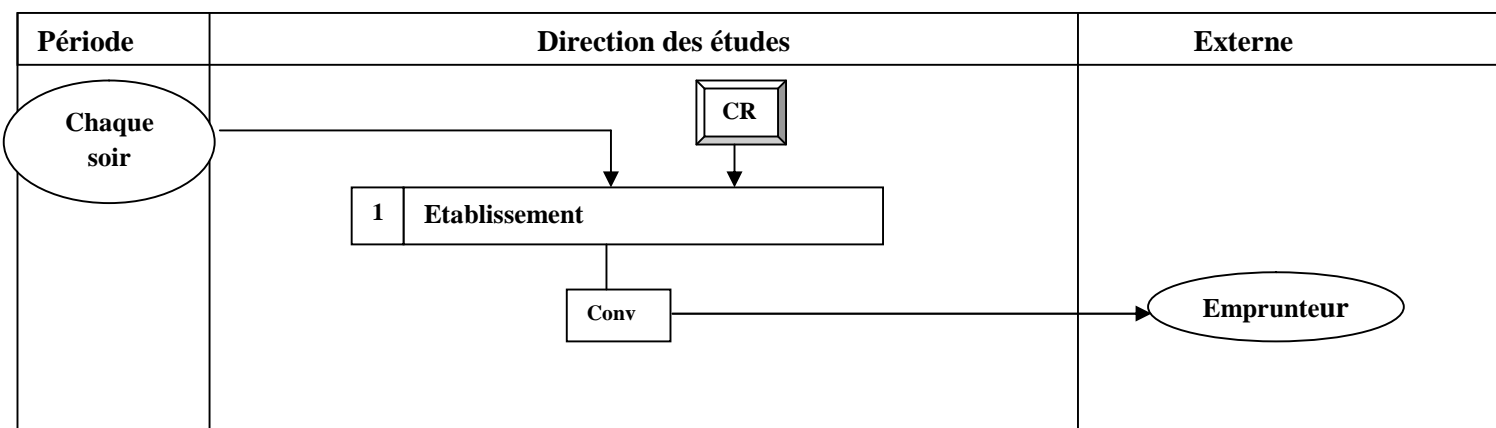 Période
Direction des études
Externe
Chaque
soir
CR
1
Etablissement
Conv
Emprunteur